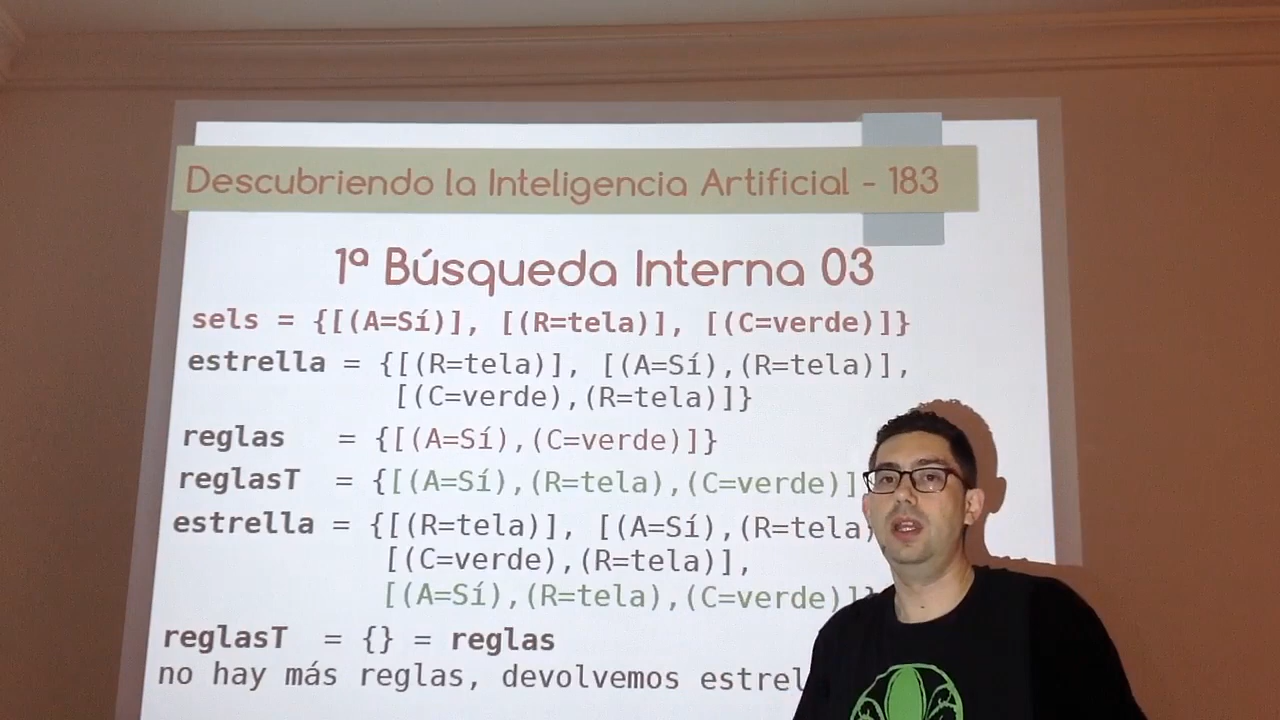 Descubriendo la Inteligencia Artificial - 183
1ª Búsqueda Interna 03
sels = {[(A=Sí)], [(R=tela)], [(C=verde)]}
estrella = {[(R=tela)], [(A=Sí),(R=tela)],
[(C=verde),(R=tela)]}
reglas = {[(A=Sí),(C=verde)]}
reglasT = {[(A=Sí),(R=tela),(C=verde)]
estrella = {[(R=tela)], [(A=Sí),(R=tela)
[(C=verde),(R=tela)],
[(A=Sí),(R=tela),(C=verde)]}
reglasT = {} = reglas
no hay más reglas, devolvemos